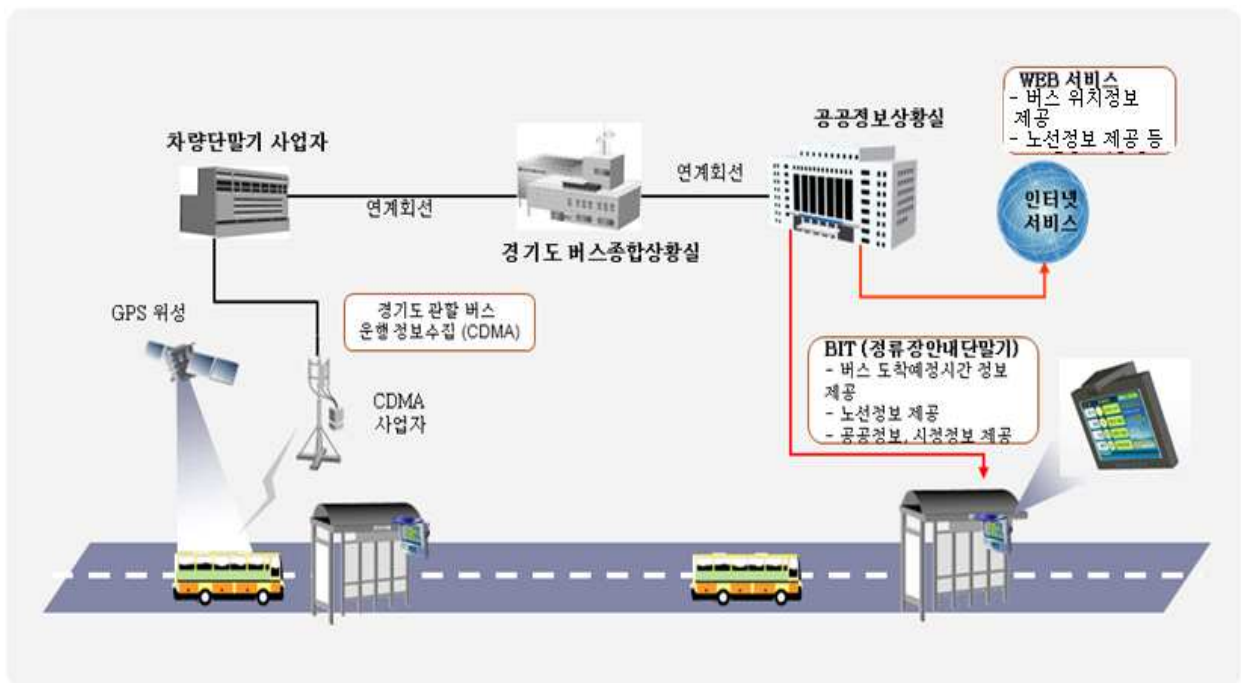 WEB 서비스
- 버스 위치정보
제공
- 노선정보 제공 등
공공정보상황실
차량단말기 사업자
연계회선
연계회선
인터넷
서비스
경기도 버스종합상황실
GPS 위성
경기도 관할 버스
운행 정보수집 (CDMA)
BIT (정류장안내단말기)
- 버스 도착예정시간 정보
제공
- 노선정보 제공
- 공공정보, 시정정보 제공
CDMA
사업자